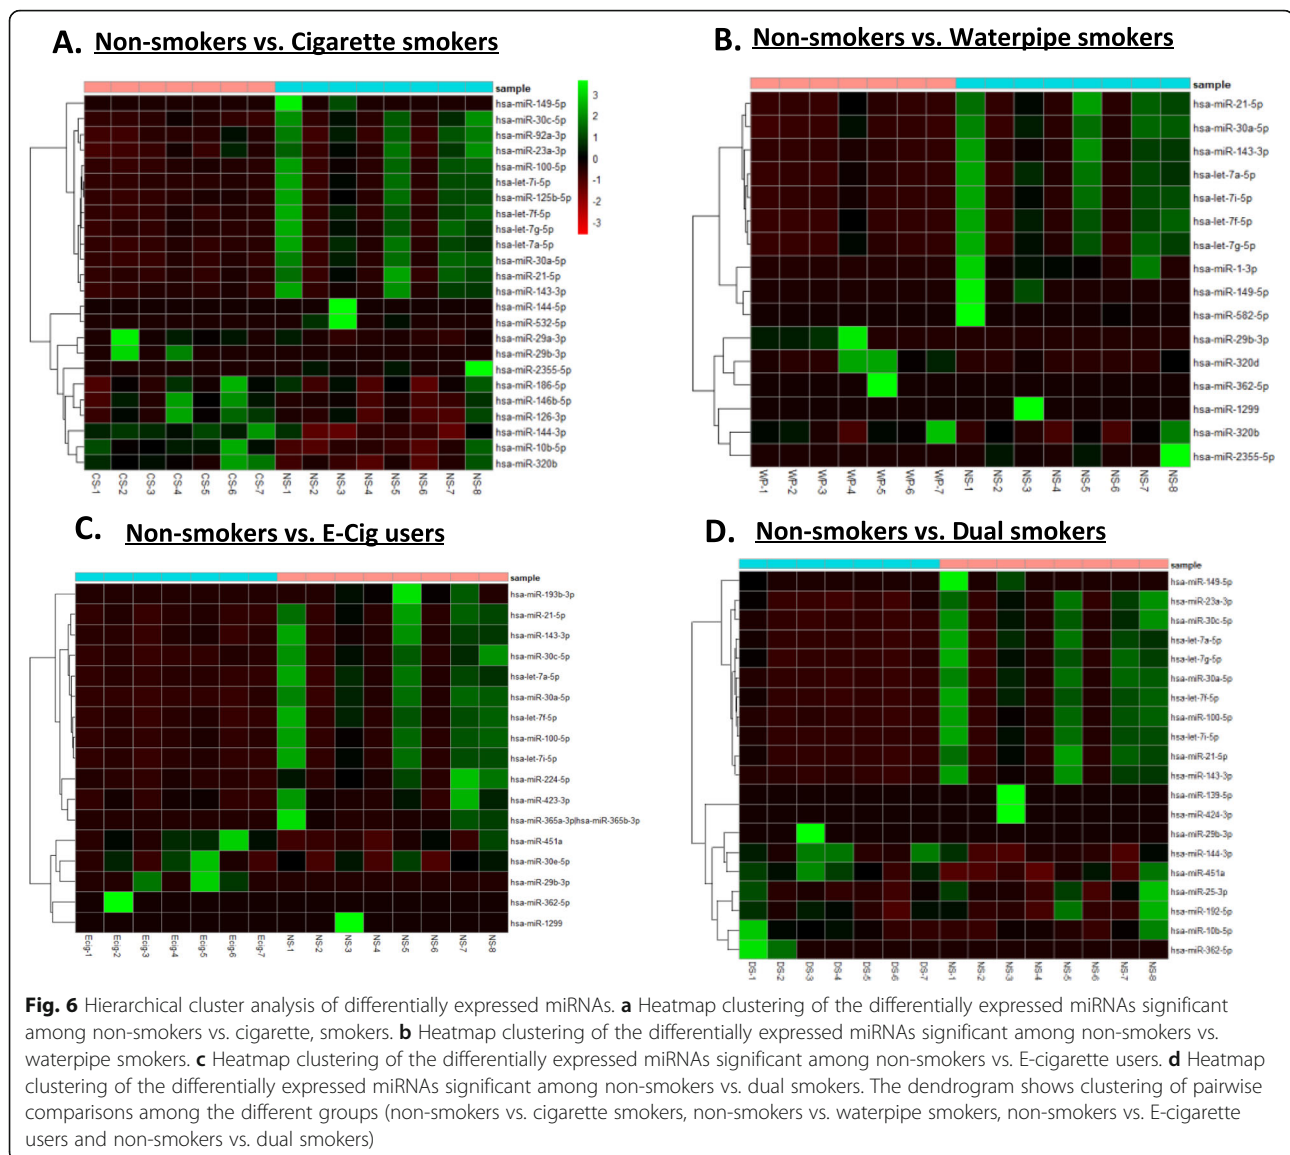 A. Non-smokers vs. Cigarette smokers
sample
hsa-miR-149-5p
hsa-miR-30c-5p
hsa-miR-92a-3p
hsa-miR-23a-3p
hsa-miR-100-5p
hsa-let-7i-5p
hsa-miR-125b-5p
hsa-let-7f-5p
hsa-let-7g-5p
hsa-let-7a-5p
hsa-miR-30a-5p
hsa-miR-21-5p
hsa-miR-143-3p
hsa-miR-144-5p
hsa-miR-532-5p
hsa-miR-29a-3p
hsa-miR-29b-3p
hsa-miR-2355-5p
hsa-miR-186-5p
hsa-miR-146b-5p
hsa-miR-126-3p
hsa-miR-144-3p
hsa-miR-10b-5p
hsa-miR-320b
3
2
1
0
-1
-2
-3
CS-1 CS-2 CS-3 CS-4 CS-5 CS-6 CS-7 NS-1 NS-2 NS-3 NS-4 NS-5 NS-6 NS-7 NS-8
B. Non-smokers vs. Waterpipe smokers
sample
hsa-miR-21-5p
hsa-miR-30a-5p
hsa-miR-143-3p
hsa-let-7a-5p
hsa-let-7i-5p
hsa-let-7f-5p
hsa-let-7g-5p
hsa-miR-1-3p
hsa-miR-149-5p
hsa-miR-582-5p
hsa-miR-29b-3p
hsa-miR-320d
hsa-miR-362-5p
hsa-miR-1299
hsa-miR-320b
hsa-miR-2355-5p
WP-1 WP-2 WP-3 WP-4 WP-5 WP-6 WP-7 NS-1 NS-2 NS-3 NS-4 NS-5 NS-6 NS-7 NS-8
C. Non-smokers vs. E-Cig users
sample
hsa-miR-193b-3p
hsa-miR-21-5p
hsa-miR-143-3p
hsa-miR-30c-5p
hsa-let-7a-5p
hsa-miR-30a-5p
hsa-let-7f-5p
hsa-miR-100-5p
hsa-let-7i-5p
hsa-miR-224-5p
hsa-miR-423-3p
hsa-miR-365a-3p|hsa-miR-365b-3p
hsa-miR-451a
hsa-miR-30e-5p
hsa-miR-29b-3p
hsa-miR-362-5p
hsa-miR-1299
Ecig-1 Ecig-2 Ecig-3 Ecig-4 Ecig-5 Ecig-6 Ecig-7 NS-1 NS-2 NS-3 NS-4 NS-5 NS-6 NS-7 NS-8
D. Non-smokers vs. Dual smokers
sample
hsa-miR-149-5p
hsa-miR-23a-3p
hsa-miR-30c-5p
hsa-let-7a-5p
hsa-let-7g-5p
hsa-miR-30a-5p
hsa-let-7f-5p
hsa-miR-100-5p
hsa-let-7i-5p
hsa-miR-21-5p
hsa-miR-143-3p
hsa-miR-139-5p
hsa-miR-424-3p
hsa-miR-29b-3p
hsa-miR-144-3p
hsa-miR-451a
hsa-miR-25-3p
hsa-miR-192-5p
hsa-miR-10b-5p
hsa-miR-362-5p
DS-1 DS-2 DS-3 DS-4 DS-5 DS-6 DS-7 NS-1 NS-2 NS-3 NS-4 NS-5 NS-6 NS-7 NS-8
Fig. 6 Hierarchical cluster analysis of differentially expressed miRNAs. a Heatmap clustering of the differentially expressed miRNAs significant
among non-smokers vs. cigarette, smokers. b Heatmap clustering of the differentially expressed miRNAs significant among non-smokers vs.
waterpipe smokers. c Heatmap clustering of the differentially expressed miRNAs significant among non-smokers vs. E-cigarette users. d Heatmap
clustering of the differentially expressed miRNAs significant among non-smokers vs. dual smokers. The dendrogram shows clustering of pairwise
comparisons among the different groups (non-smokers vs. cigarette smokers, non-smokers vs. waterpipe smokers, non-smokers vs. E-cigarette
users and non-smokers vs. dual smokers)